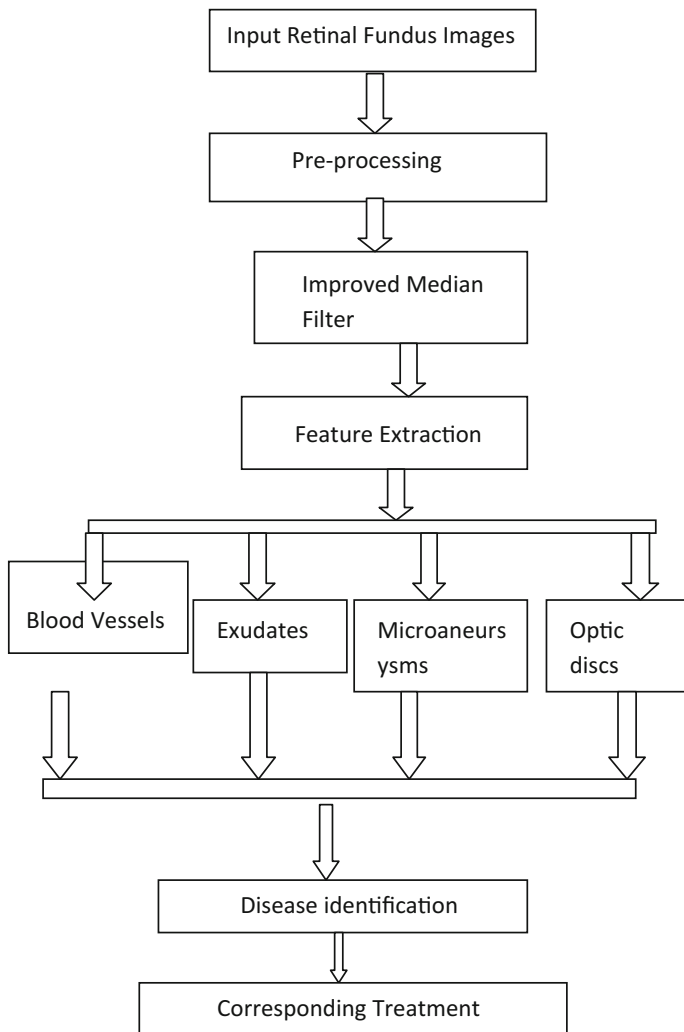 Input Retinal Fundus Images
Pre-processing
Improved Median
Filter
Feature Extraction
Blood Vessels
Exudates
Microaneurs
ysms
Optic
discs
Disease identification
Corresponding Treatment